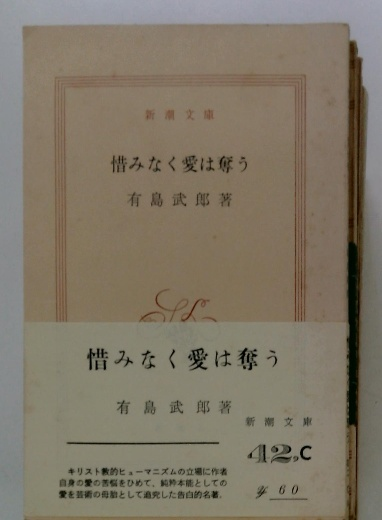 新潮文庫
惜みなく愛は奪う
有島武郎著
惜みなく愛は奪う
有島武郎著
新潮文庫
42,C
キリスト教的ヒューマニズムの立場に作者
自身の愛の苦悩をひめて、純粋本能としての
愛を芸術の母胎として追究した告白的名著。
¥60